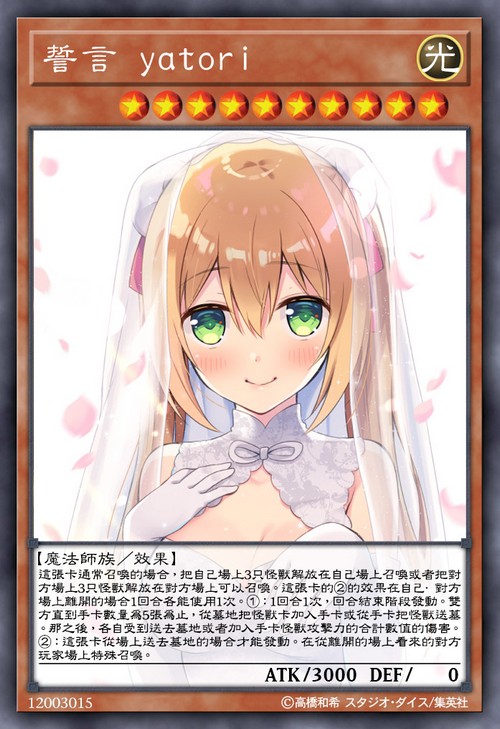 誓言 yatori
光
【魔法師族／效果】
這張卡通常召喚的場合，把自己場上3只怪獸解放在自己場上召喚或者把對
方場上3只怪獸解放在對方場上可以召喚。這張卡的②的效果在自己·對方
場上離開的場合1回合各能使用1次。①：1回合1次，回合結束階段發動。雙
方直到手卡數量為5張為止，從墓地把怪獸卡加入手卡或從手卡把怪獸送墓
。那之後，各自受到送去墓地或者加入手卡怪獸攻擊力的合計數值的傷害。
②：這張卡從場上送去墓地的場合才能發動。在從離開的場上看來的對方
玩家場上特殊召喚。
ATK/3000 DEF/ 0
12003015 ©高橋和希 スタジオ・ダイス/集英社